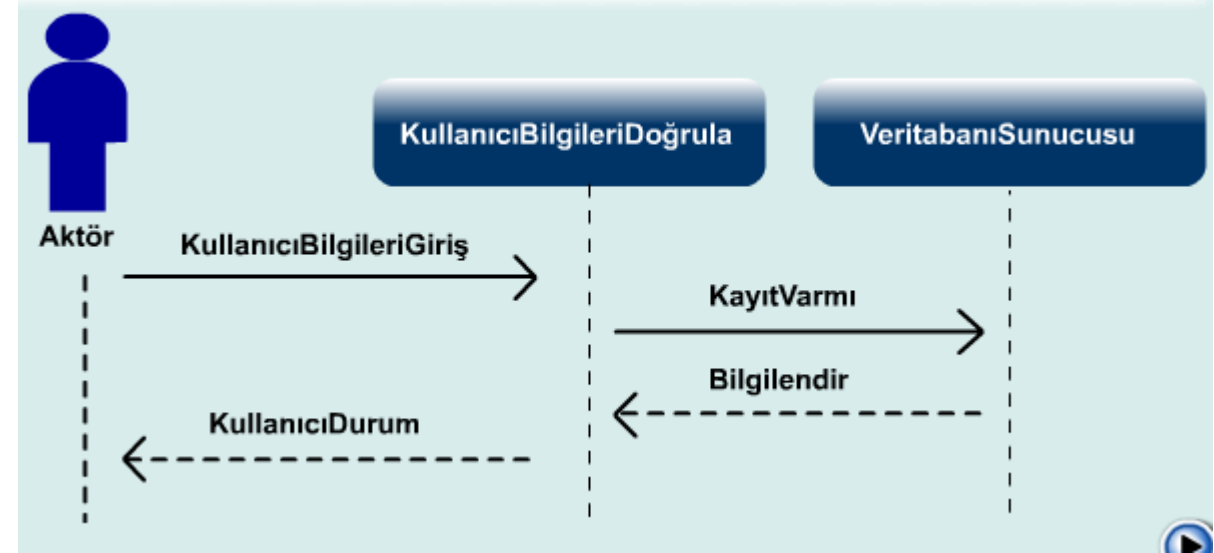 KullanıcıBilgileriDoğrula
VeritabanıSunucusu
Aktör
KullanıcıBilgileriGiriş
KayıtVarmı
Bilgilendir
KullanıcıDurum